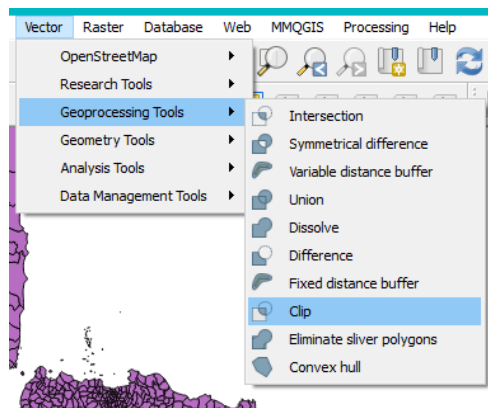 Vector Raster Database Web MMQGIS Processing Help
OpenStreetMap
Research Tools
Geoprocessing Tools
Geometry Tools
Analysis Tools
Data Management Tools
Intersection
Symmetrical difference
Variable distance buffer
Union
Dissolve
Difference
Fixed distance buffer
Clip
Eliminate sliver polygons
Convex hull